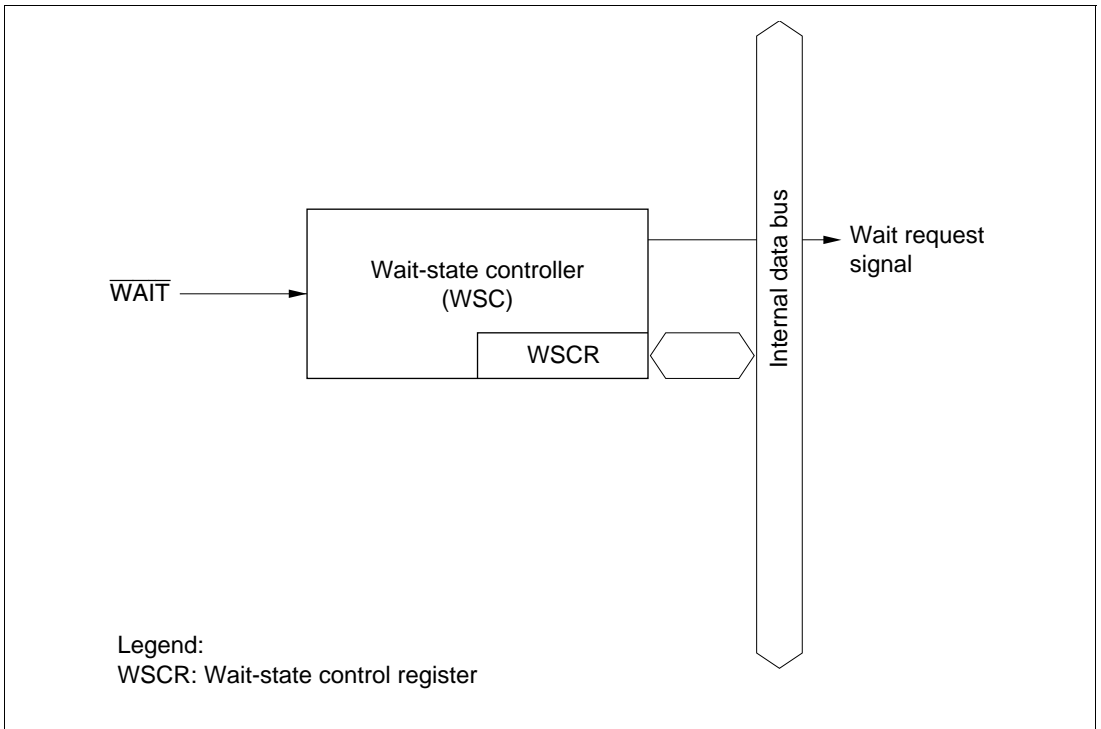 Wait-state controller
(WSC)
WAIT
WSCR
Internal data bus
Wait request
signal
Legend:
WSCR: Wait-state control register